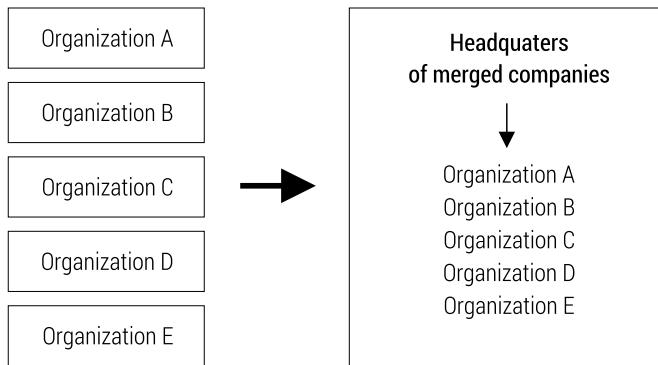 Organization A
Organization B
Organization C
Organization D
Organization E
Headquaters
of merged companies
Organization A
Organization B
Organization C
Organization D
Organization E